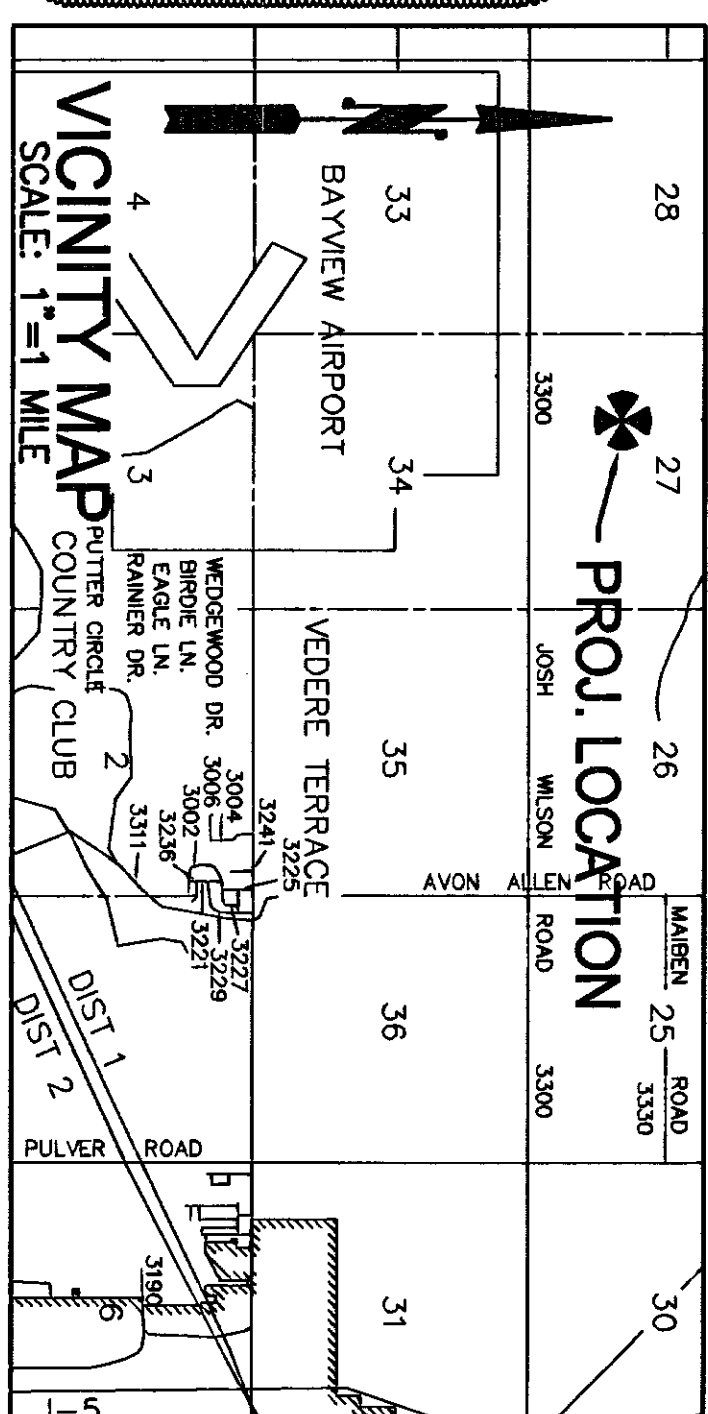 28
27
26
25
30
PROJ. LOCATION
MAIBEN ROAD
3330
3300 JOSH WILSON ROAD 3300
AVON ALLEN ROAD
33
34
35
36
31
BAYVIEW AIRPORT
VEDERE TERRACE
4
3
2
6
WEDGEWOOD DR.
BIRDIE LN.
EAGLE LN.
RAINIER DR.
PUTTER CIRCLE
COUNTRY CLUB
3241
3225
3004
3006
3002
3236
3311
3227
3229
3221
DIST 1
DIST 2
PULVER ROAD
3190
I-5
VICINITY MAP
SCALE: 1"=1 MILE